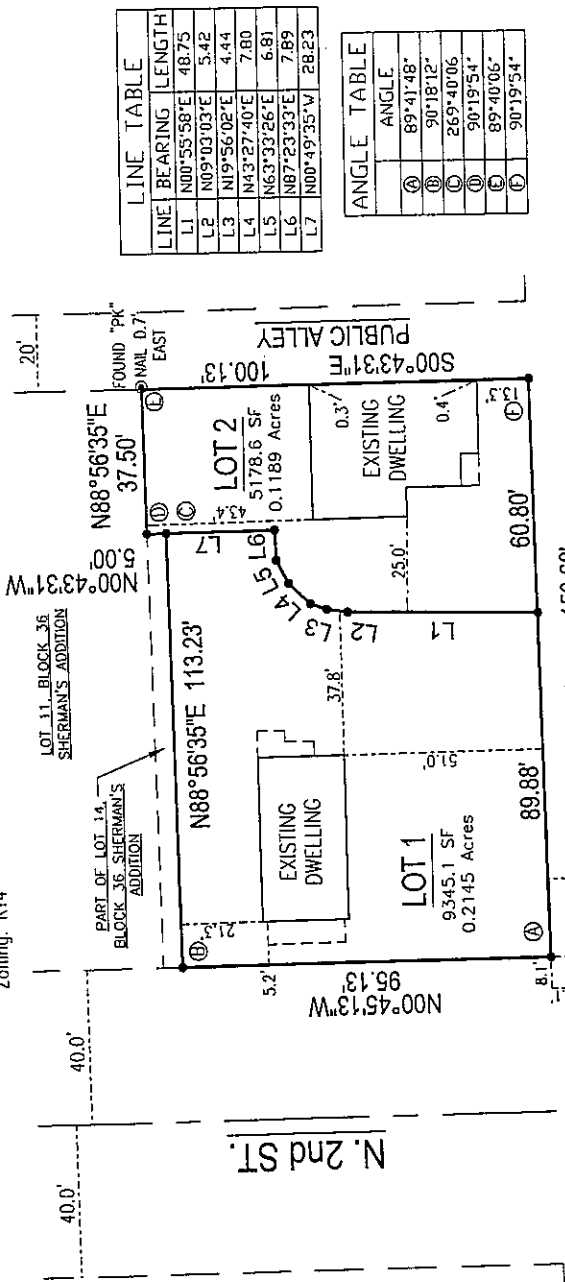 LINE TABLE
LINE BEARING LENGTH
L1 N00°55'58"E 48.75
L2 N09°03'03"E 5.42
L3 N19°56'02"E 4.44
L4 N43°27'40"E 7.80
L5 N63°33'26"E 6.81
L6 N87°23'33"E 7.89
L7 N00°49'35"W 28.23
ANGLE TABLE
ANGLE
A 89°41'48"
B 90°18'12"
C 269°40'06
D 90°19'54"
E 89°40'06"
F 90°19'54"
20'
FOUND "PK"
NAIL 0.7'
EAST
PUBLIC ALLEY
S00°43'31"E
100.13'
N88°56'35"E
37.50'
E
D
C
LOT 2
5178.6 SF
0.1189 Acres
43.4'
0.3'
EXISTING
DWELLING
0.4'
13.3'
F
N00°43'31"W
5.00'
L7
L6
L5
L4
L3
L2
L1
25.0'
60.80'
LOT 11, BLOCK 36
SHERMAN'S ADDITION
PART OF LOT 14,
BLOCK 36 SHERMAN'S
ADDITION
N88°56'35"E 113.23'
37.8'
51.0'
EXISTING
DWELLING
LOT 1
9345.1 SF
0.2145 Acres
89.88'
21.3'
B
A
5.2'
N00°45'13"W
95.13'
8.1'
40.0'
40.0'
N. 2nd ST.